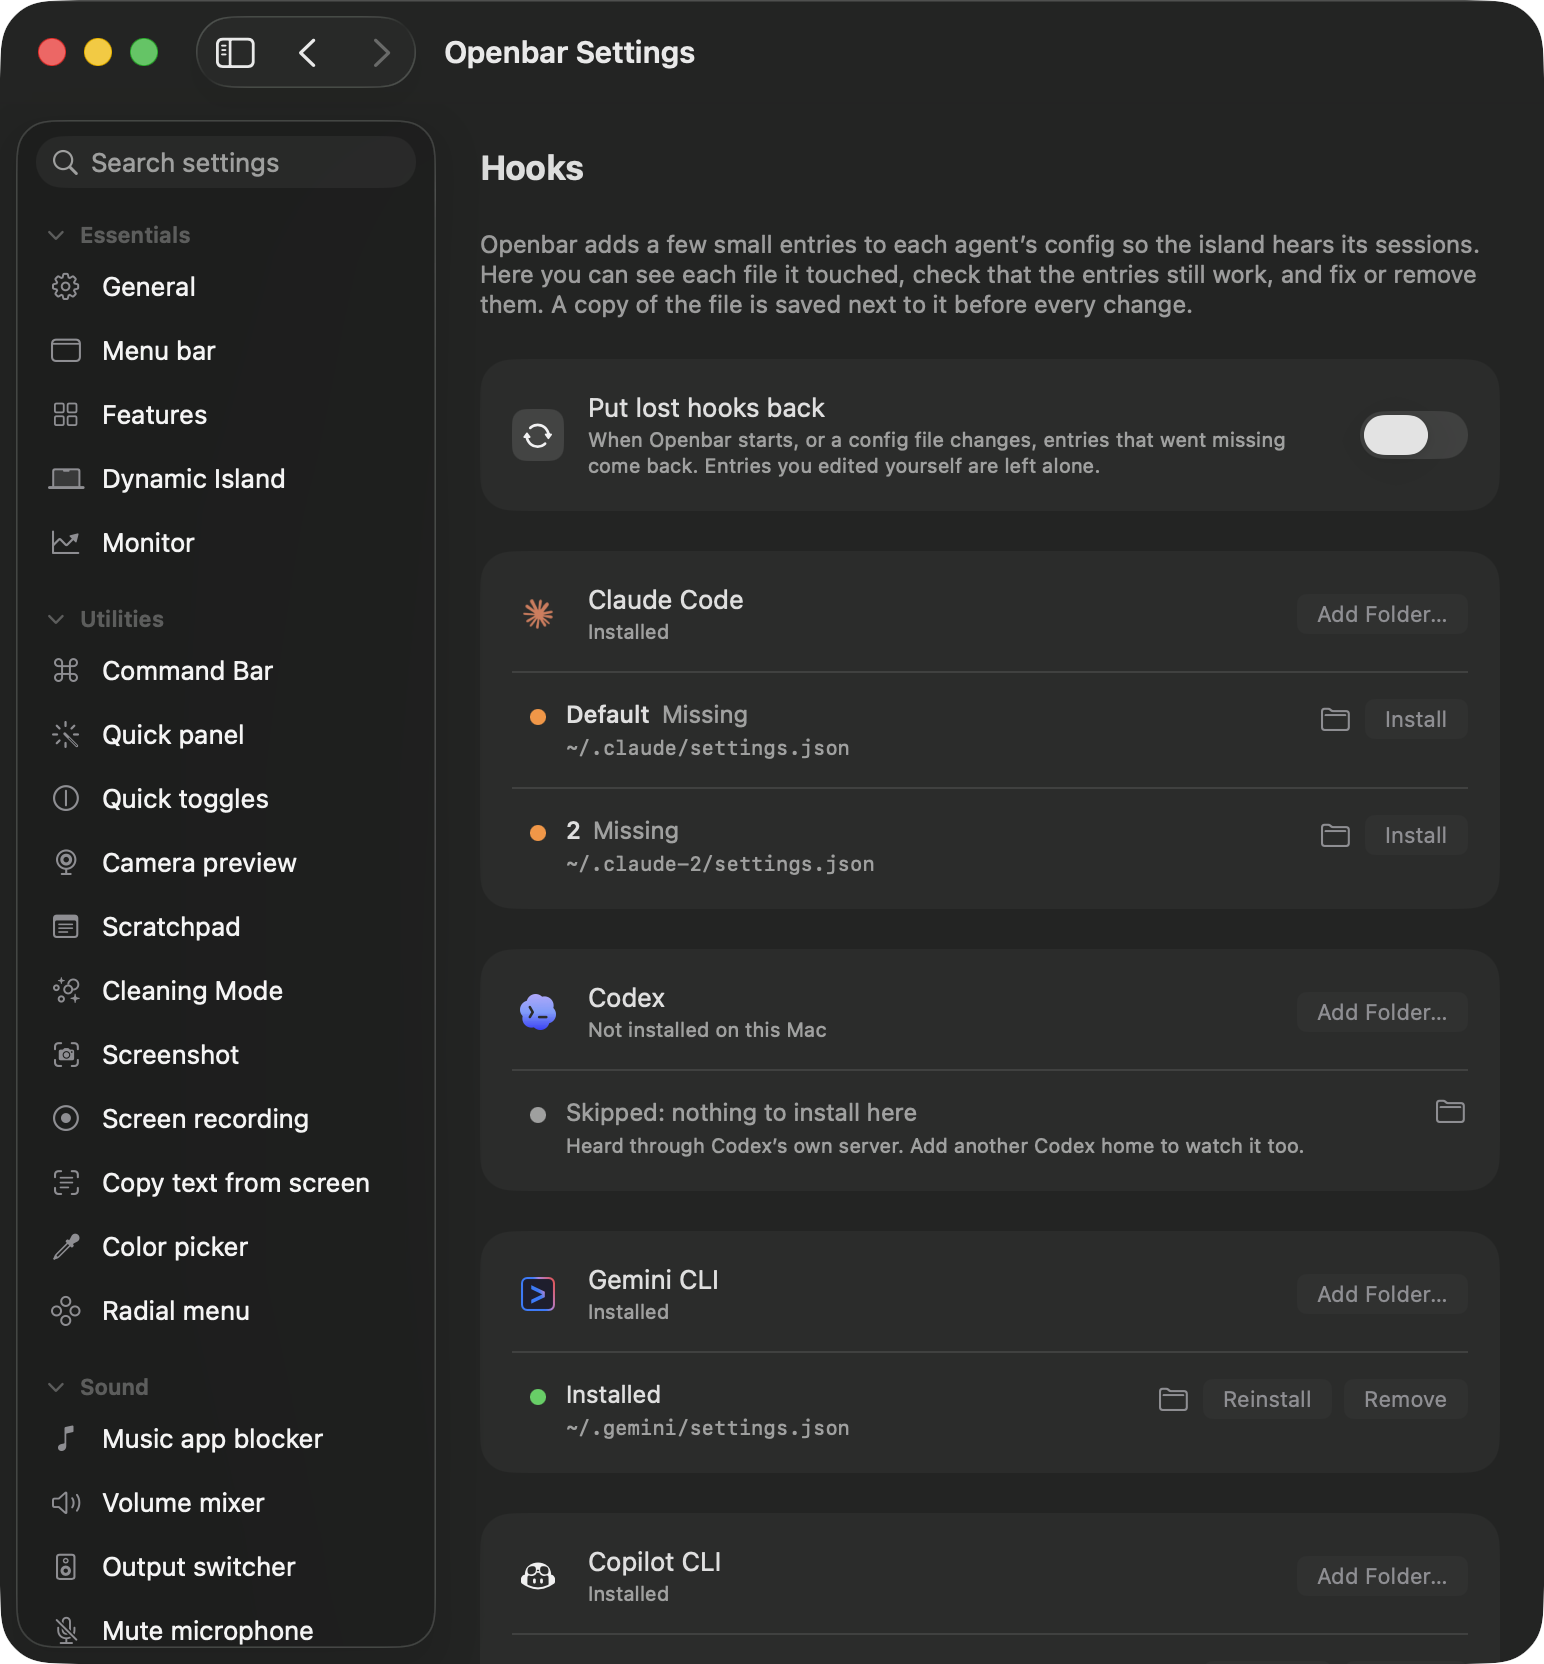 Openbar Settings
Search settings
Essentials
General
Menu bar
Features
Dynamic Island
Monitor
Utilities
Command Bar
Quick panel
Quick toggles
Camera preview
Scratchpad
Cleaning Mode
Screenshot
Screen recording
Copy text from screen
Color picker
Radial menu
Sound
Music app blocker
Volume mixer
Output switcher
Mute microphone
Hooks
Openbar adds a few small entries to each agent’s config so the island hears its sessions.
Here you can see each file it touched, check that the entries still work, and fix or remove
them. A copy of the file is saved next to it before every change.
Put lost hooks back
When Openbar starts, or a config file changes, entries that went missing
come back. Entries you edited yourself are left alone.
Claude Code
Installed
Add Folder...
Default Missing
~/.claude/settings.json
Install
2 Missing
~/.claude-2/settings.json
Install
Codex
Not installed on this Mac
Add Folder...
Skipped: nothing to install here
Heard through Codex’s own server. Add another Codex home to watch it too.
Gemini CLI
Installed
Add Folder...
Installed
~/.gemini/settings.json
Reinstall
Remove
Copilot CLI
Installed
Add Folder...